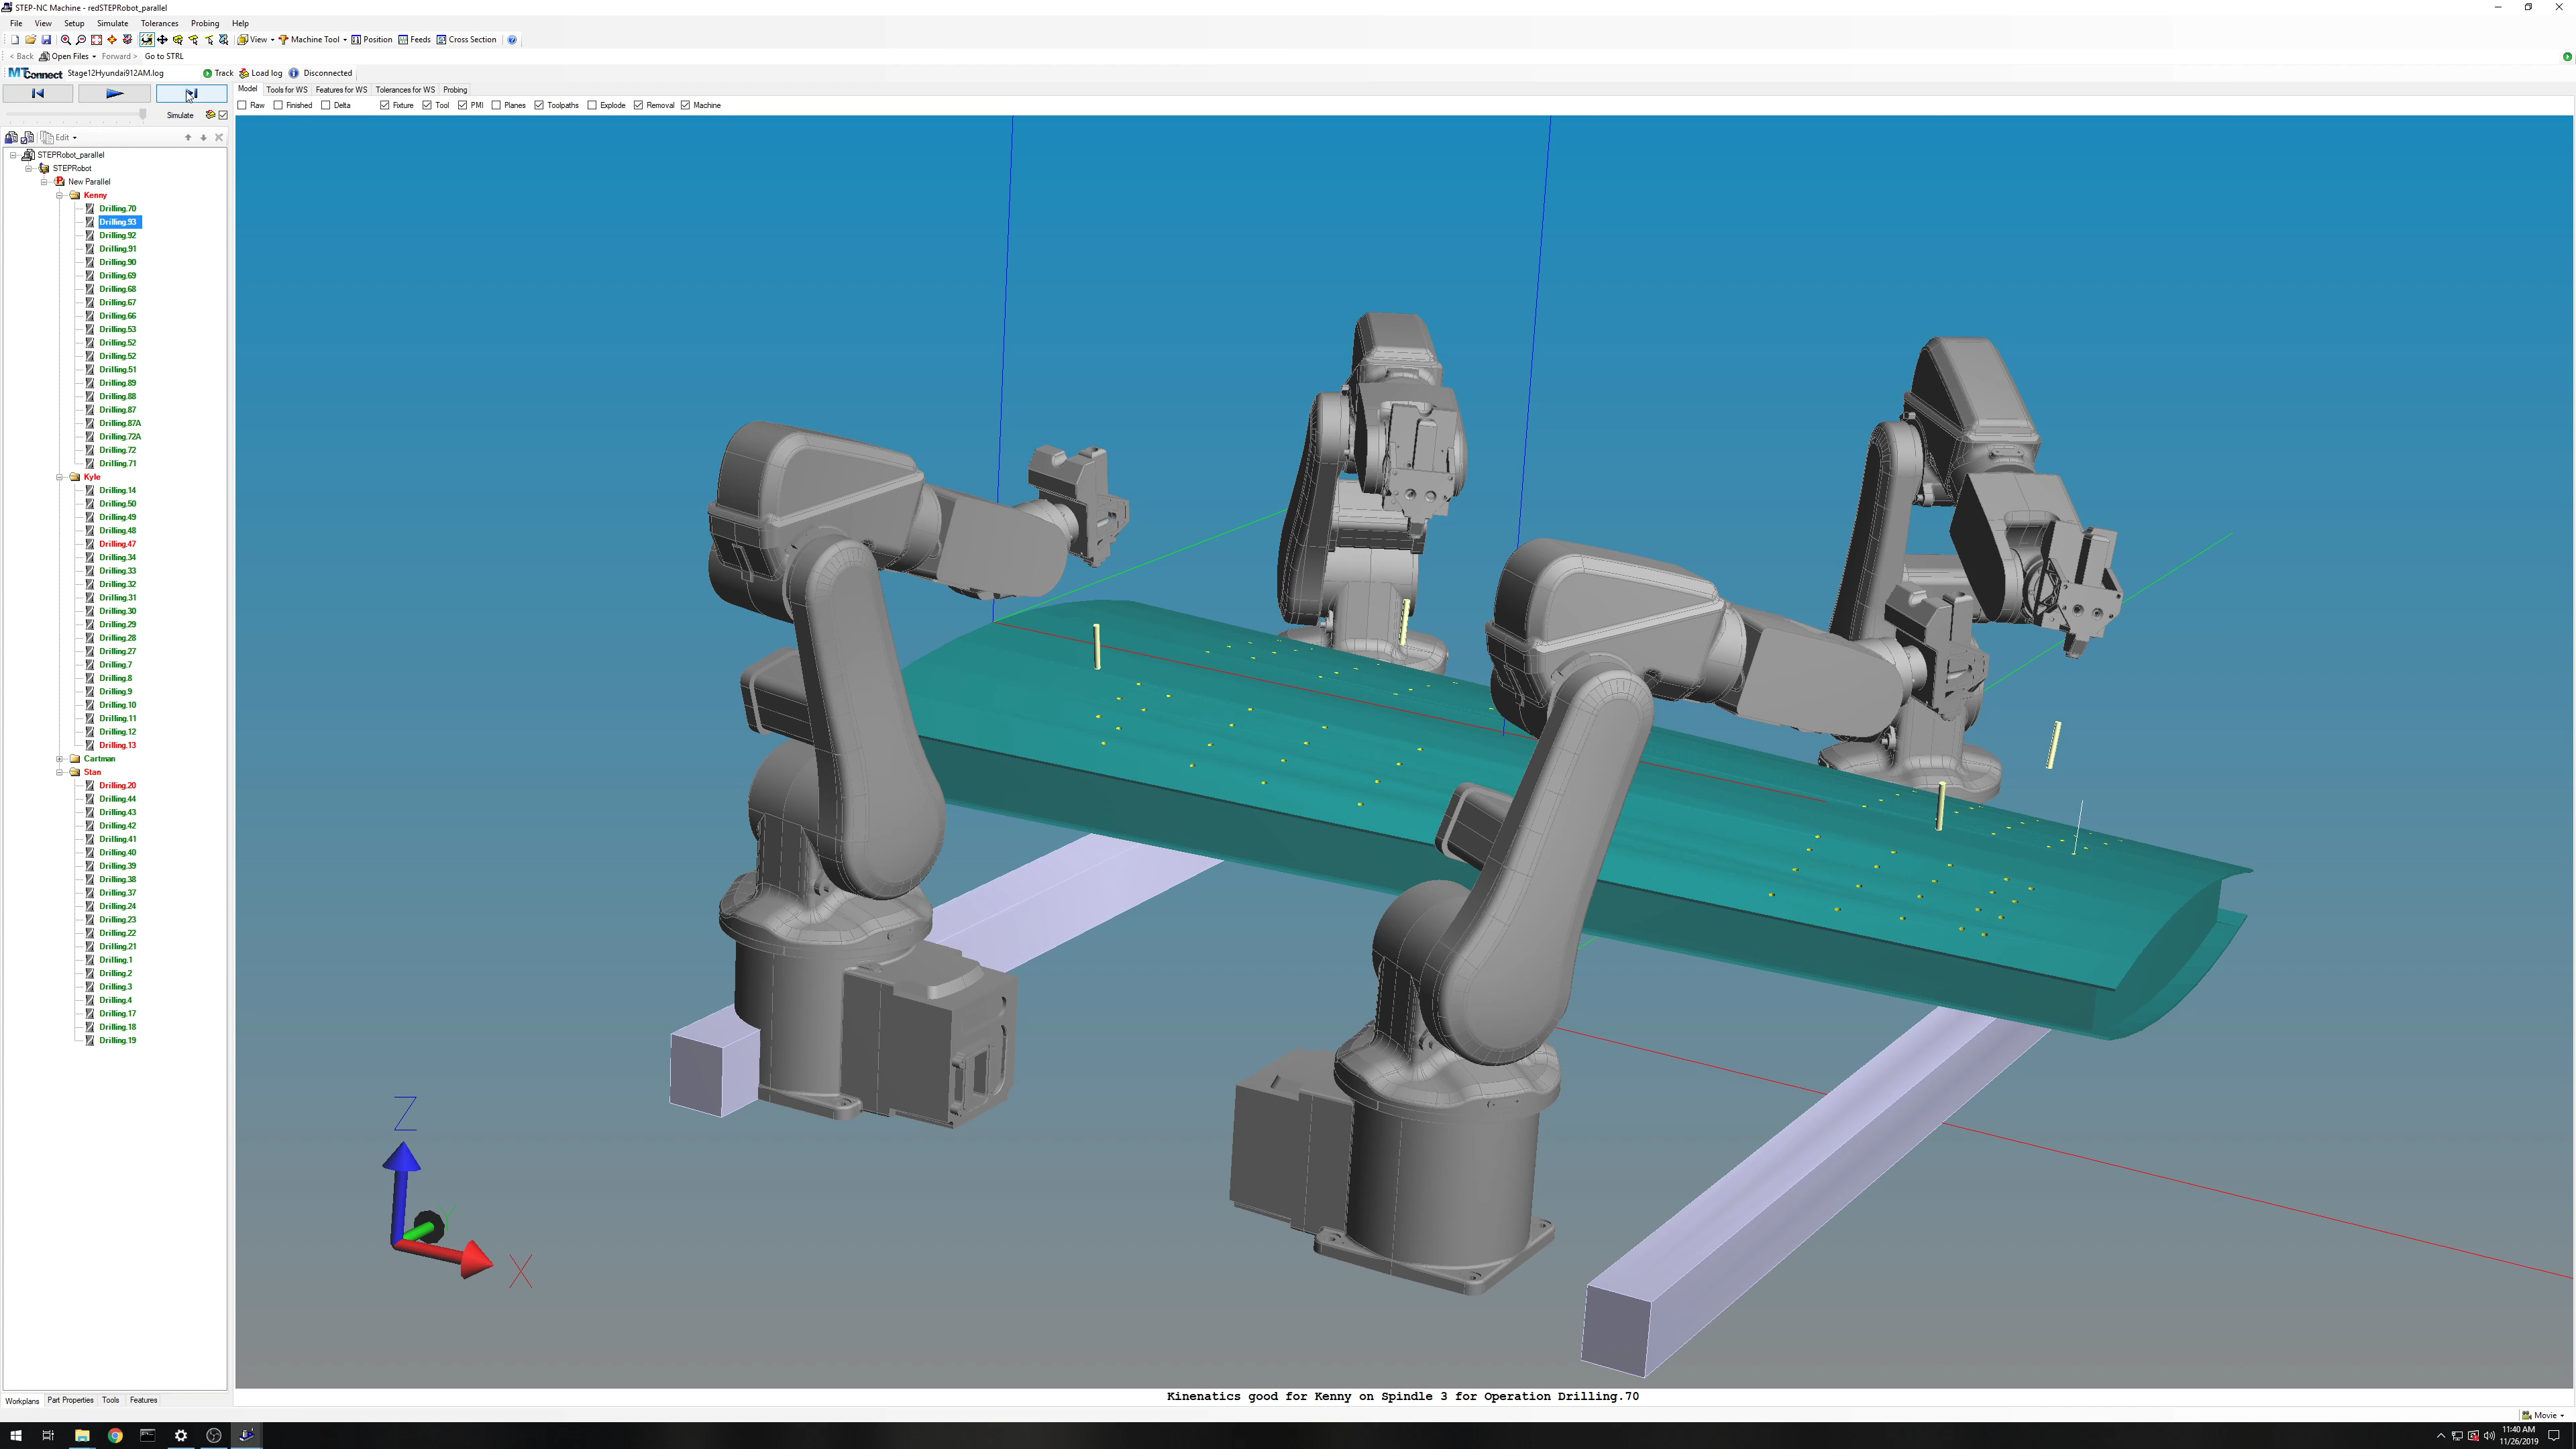 STEP-NC Machine - redSTEPRobot_parallel
File View Setup Simulate Tolerances Probing Help
View Machine Tool Position Feeds Cross Section
< Back Open Files Forward > Go to STRL
MTConnect Stage12Hyundai912AM.log Track Load log Disconnected
Model Tools for WS Features for WS Tolerances for WS Probing
Raw Finished Delta Fixture Tool PMI Planes Toolpaths Explode Removal Machine
Simulate
Edit
STEPRobot_parallel
STEPRobot
New Parallel
Kenny
Drilling.70
Drilling.93
Drilling.92
Drilling.91
Drilling.90
Drilling.69
Drilling.68
Drilling.67
Drilling.66
Drilling.53
Drilling.52
Drilling.52
Drilling.51
Drilling.89
Drilling.88
Drilling.87
Drilling.87A
Drilling.72A
Drilling.72
Drilling.71
Kyle
Drilling.14
Drilling.50
Drilling.49
Drilling.48
Drilling.47
Drilling.34
Drilling.33
Drilling.32
Drilling.31
Drilling.30
Drilling.29
Drilling.28
Drilling.27
Drilling.7
Drilling.8
Drilling.9
Drilling.10
Drilling.11
Drilling.12
Drilling.13
Cartman
Stan
Drilling.20
Drilling.44
Drilling.43
Drilling.42
Drilling.41
Drilling.40
Drilling.39
Drilling.38
Drilling.37
Drilling.24
Drilling.23
Drilling.22
Drilling.21
Drilling.1
Drilling.2
Drilling.3
Drilling.4
Drilling.17
Drilling.18
Drilling.19
Z
Y
X
Workplans Part Properties Tools Features
Kinenatics good for Kenny on Spindle 3 for Operation Drilling.70
Movie
11:40 AM
11/26/2019